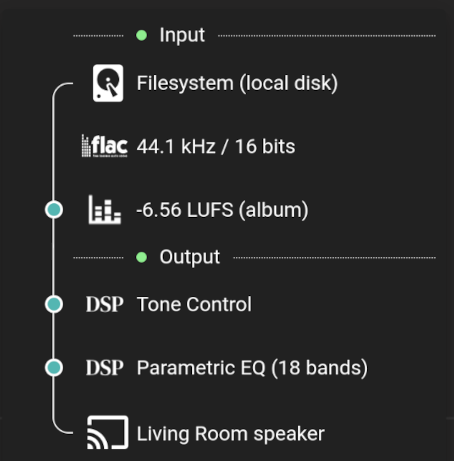 Input
Filesystem (local disk)
flac 44.1 kHz / 16 bits
-6.56 LUFS (album)
Output
DSP Tone Control
DSP Parametric EQ (18 bands)
Living Room speaker